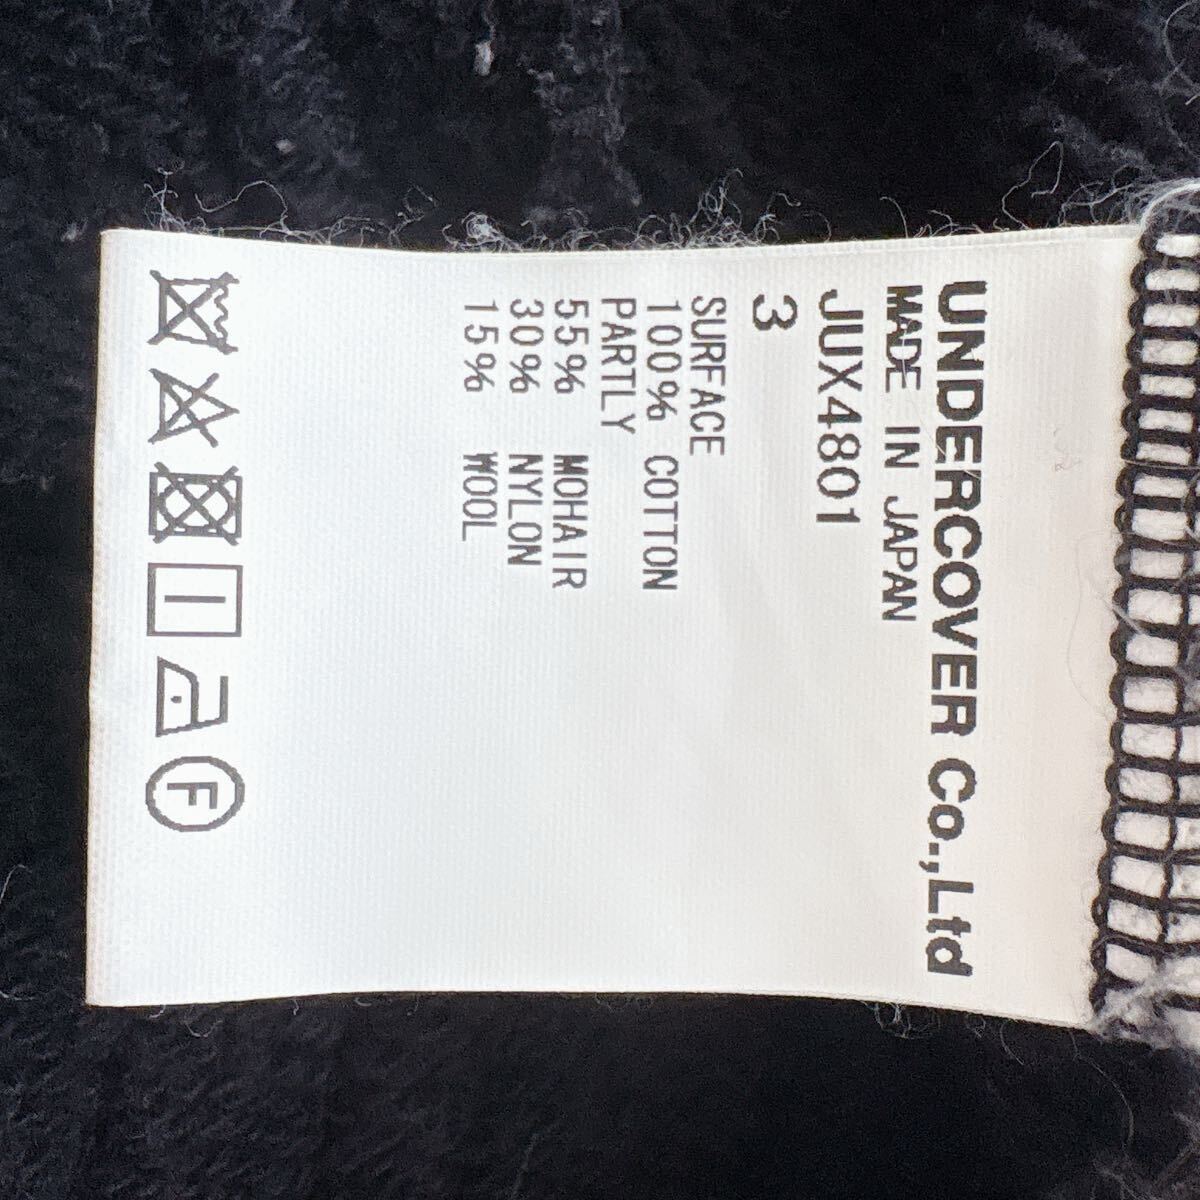 UNDERCOVER Co.,Ltd
MADE IN JAPAN
JUX4801
3
SURFACE
100% COTTON
PARTLY
55% MOHAIR
30% NYLON
15% WOOL
F